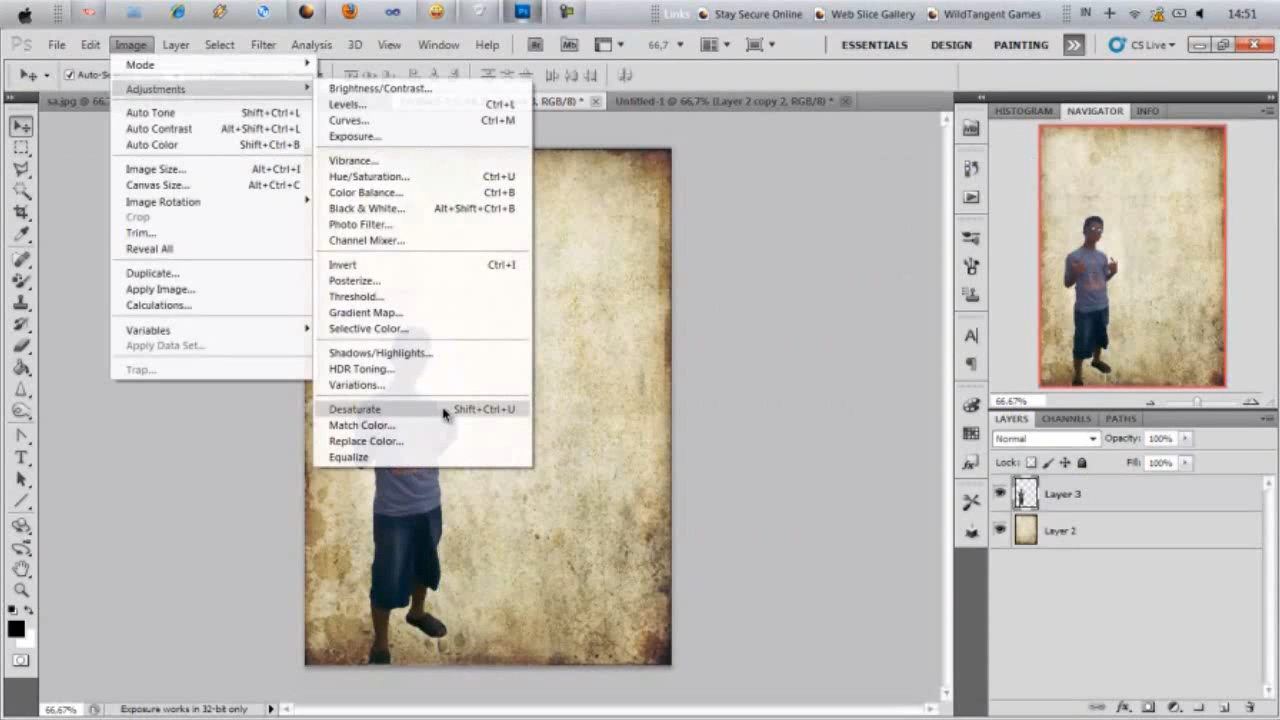 Links
Stay Secure Online
Web Slice Gallery
WildTangent Games
IN
14:51
Ps File Edit Image Layer Select Filter Analysis 3D View Window Help
Br Mb 66,7
ESSENTIALS DESIGN PAINTING
CS Live
Mode
Adjustments
Auto Tone Shift+Ctrl+L
Auto Contrast Alt+Shift+Ctrl+L
Auto Color Shift+Ctrl+B
Image Size... Alt+Ctrl+I
Canvas Size... Alt+Ctrl+C
Image Rotation
Crop
Trim...
Reveal All
Duplicate...
Apply Image...
Calculations...
Variables
Apply Data Set...
Trap...
Brightness/Contrast...
Levels... Ctrl+L
Curves... Ctrl+M
Exposure...
Vibrance...
Hue/Saturation... Ctrl+U
Color Balance... Ctrl+B
Black & White... Alt+Shift+Ctrl+B
Photo Filter...
Channel Mixer...
Invert Ctrl+I
Posterize...
Threshold...
Gradient Map...
Selective Color...
Shadows/Highlights...
HDR Toning...
Variations...
Desaturate Shift+Ctrl+U
Match Color...
Replace Color...
Equalize
3, RGB/8) *
Untitled-1 @ 66,7% (Layer 2 copy 2, RGB/8) *
HISTOGRAM NAVIGATOR INFO
66.67%
LAYERS CHANNELS PATHS
Normal Opacity: 100%
Lock: Fill: 100%
Layer 3
Layer 2
66,67% Exposure works in 32-bit only